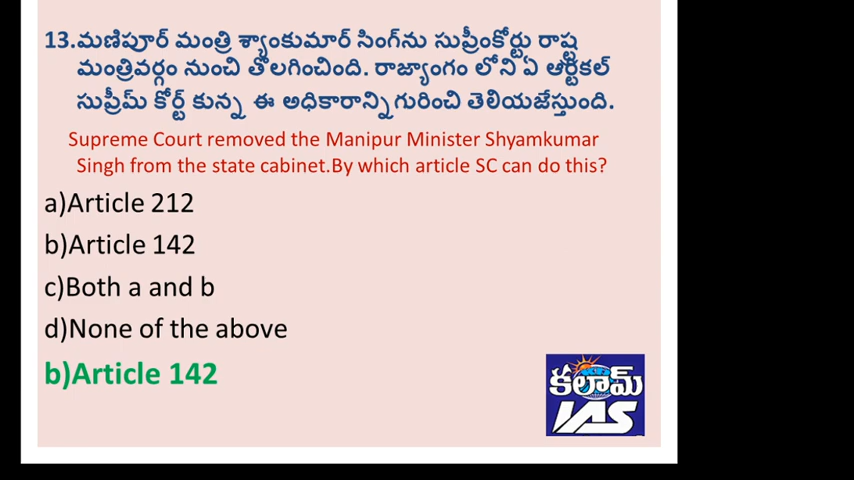 13.మణిపూర్ మంత్రి శ్యాంకుమార్ సింగ్‌ను సుప్రీంకోర్టు రాష్ట్ర
మంత్రివర్గం నుంచి తొలగించింది. రాజ్యాంగం లోని ఏ ఆర్టికల్
సుప్రీమ్ కోర్ట్ కున్న ఈ అధికారాన్నిగురించి తెలియజేస్తుంది.
Supreme Court removed the Manipur Minister Shyamkumar
Singh from the state cabinet.By which article SC can do this?
a)Article 212
b)Article 142
c)Both a and b
d)None of the above
b)Article 142
కలామ్
IAS